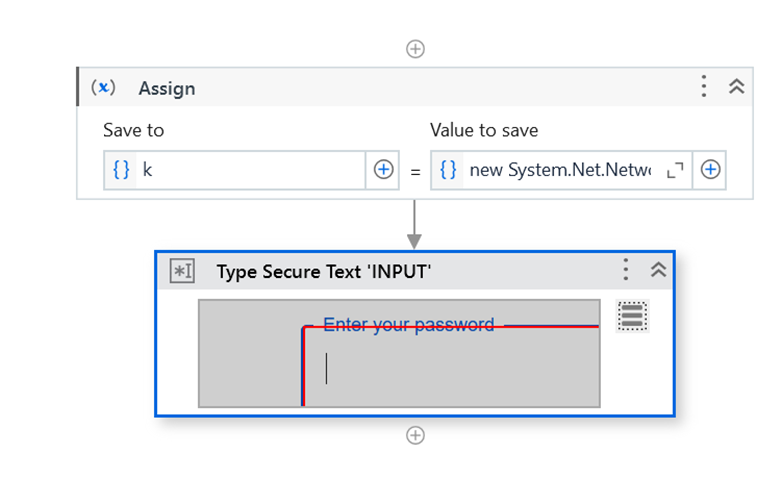 Assign
Save to
Value to save
k
=
new System.Net.Netw
Type Secure Text 'INPUT'
Enter your password